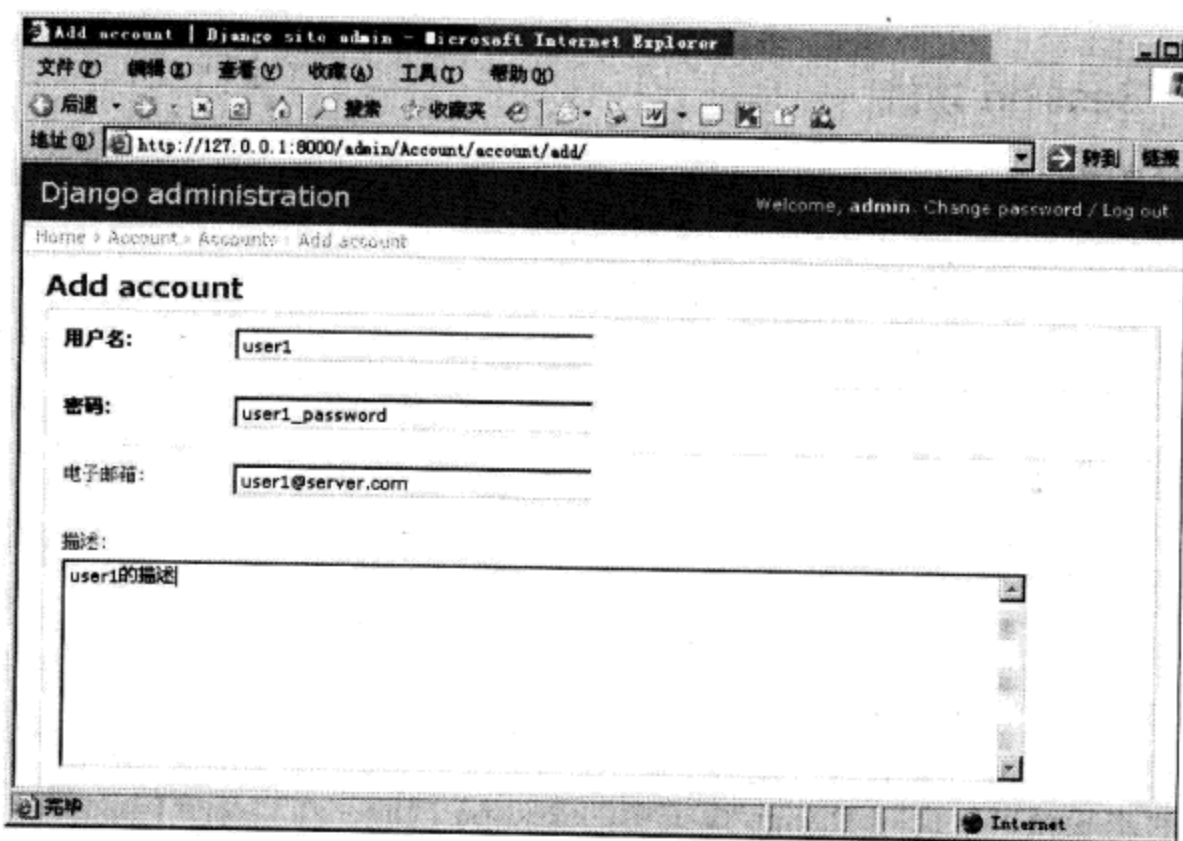 Add account | Django site admin - Microsoft Internet Explorer
文件(F) 编辑(E) 查看(V) 收藏(A) 工具(T) 帮助(H)
后退 搜索 收藏夹
地址(D) http://127.0.0.1:8000/admin/Account/account/add/ 转到 链接
Django administration Welcome, admin. Change password / Log out
Home › Account › Accounts › Add account
Add account
用户名: user1
密码: user1_password
电子邮箱: user1@server.com
描述:
user1的描述
完毕 Internet